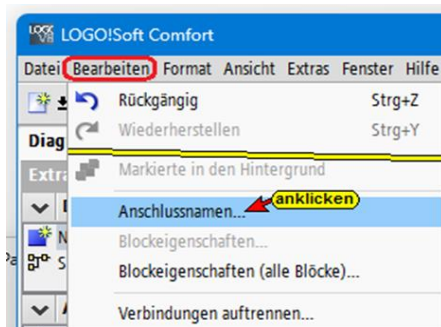 LOGO!Soft Comfort
Datei Bearbeiten Format Ansicht Extras Fenster Hilfe
Rückgängig Strg+Z
Wiederherstellen Strg+Y
Diag
Markierte in den Hintergrund
Extra
Anschlussnamen... anklicken
N
Blockeigenschaften...
S
Blockeigenschaften (alle Blöcke)...
Verbindungen auftrennen...